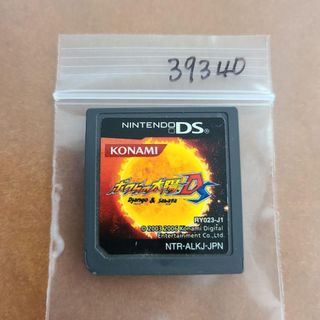 39340
NINTENDO DS
KONAMI
ボクらの太陽DS
Django & Sabata
RY023-J1
© 2003 2006 Konami Digital
Entertainment Co., Ltd.
NTR-ALKJ-JPN